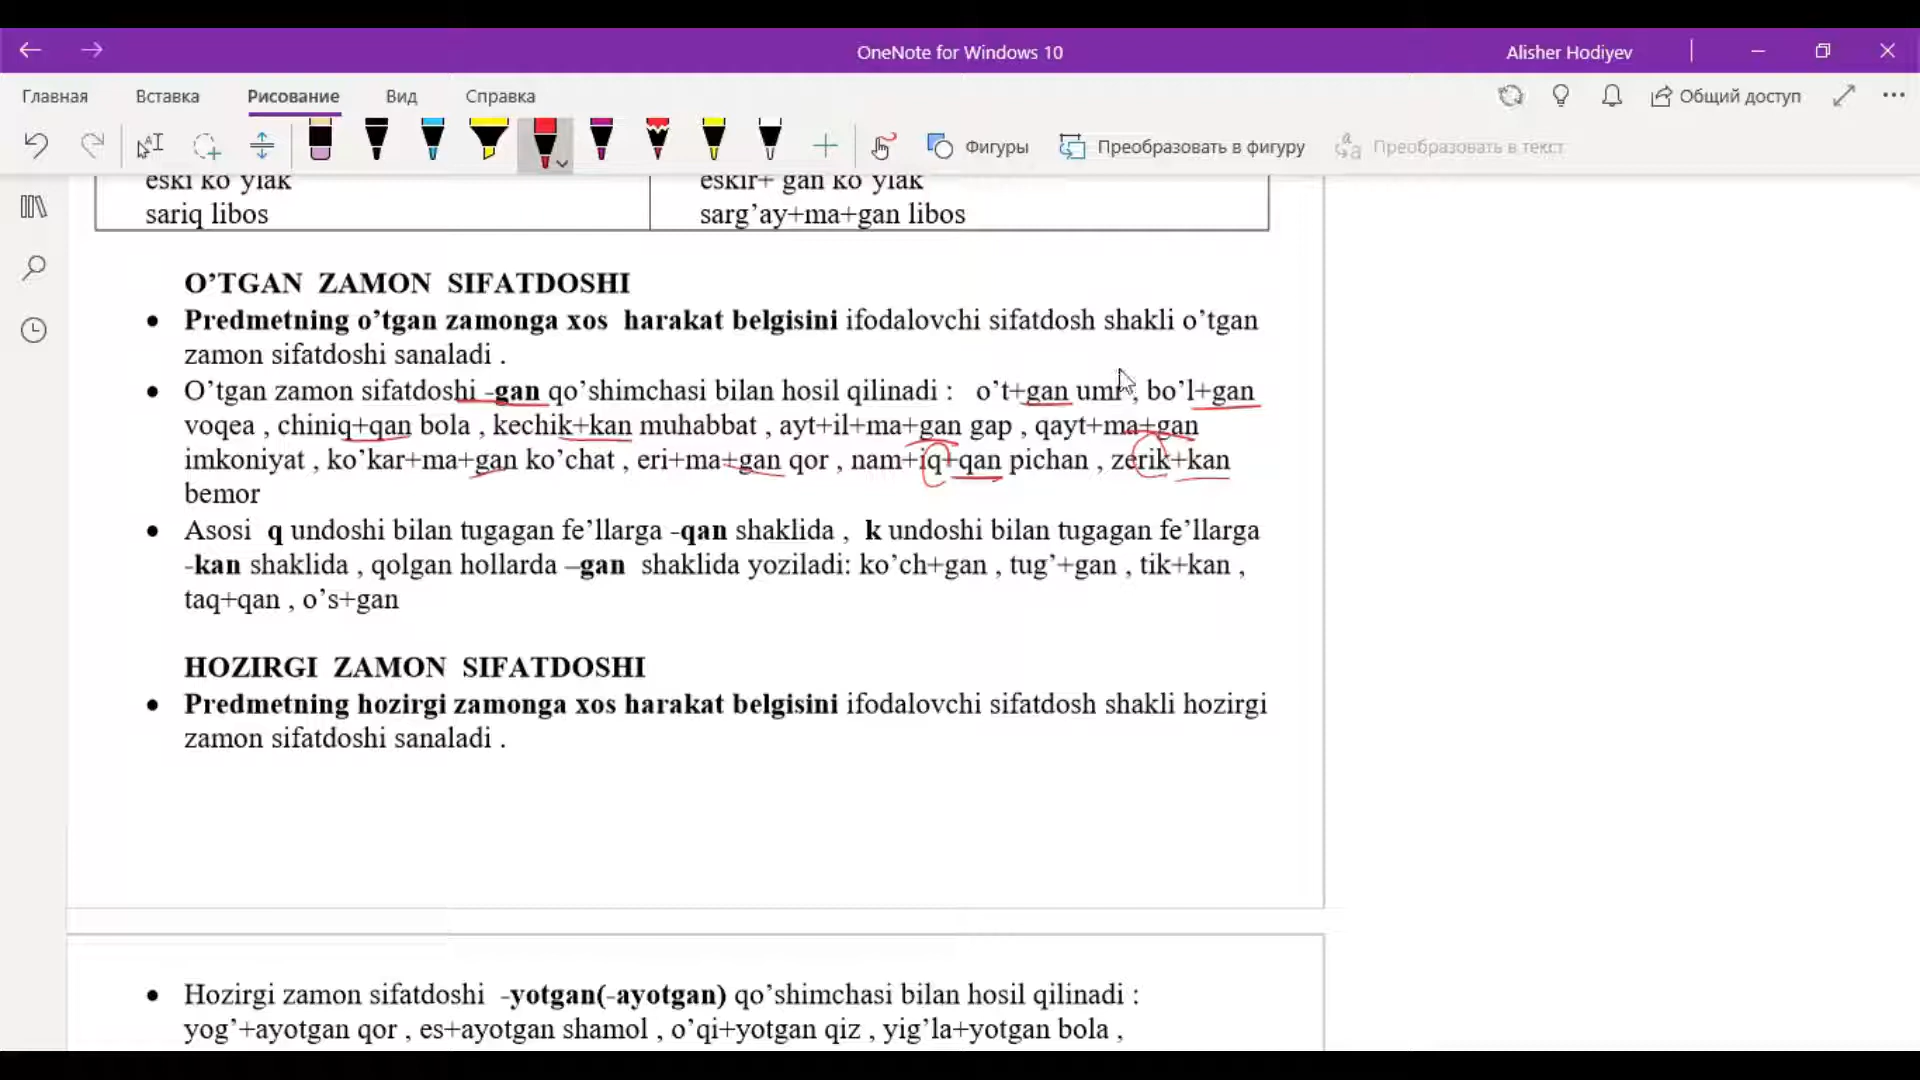 OneNote for Windows 10
Alisher Hodiyev
Главная Вставка Рисование Вид Справка
Общий доступ
Фигуры Преобразовать в фигуру Преобразовать в текст
eski ko'ylak
eskir+ gan ko'ylak
sariq libos
sarg’ay+ma+gan libos
O’TGAN ZAMON SIFATDOSHI
• Predmetning o’tgan zamonga xos harakat belgisini ifodalovchi sifatdosh shakli o’tgan
zamon sifatdoshi sanaladi .
• O’tgan zamon sifatdoshi -gan qo’shimchasi bilan hosil qilinadi : o’t+gan umr , bo’l+gan
voqea , chiniq+qan bola , kechik+kan muhabbat , ayt+il+ma+gan gap , qayt+ma+gan
imkoniyat , ko’kar+ma+gan ko’chat , eri+ma+gan qor , nam+iq+qan pichan , zerik+kan
bemor
• Asosi q undoshi bilan tugagan fe’llarga -qan shaklida , k undoshi bilan tugagan fe’llarga
-kan shaklida , qolgan hollarda –gan shaklida yoziladi: ko’ch+gan , tug’+gan , tik+kan ,
taq+qan , o’s+gan
HOZIRGI ZAMON SIFATDOSHI
• Predmetning hozirgi zamonga xos harakat belgisini ifodalovchi sifatdosh shakli hozirgi
zamon sifatdoshi sanaladi .
• Hozirgi zamon sifatdoshi -yotgan(-ayotgan) qo’shimchasi bilan hosil qilinadi :
yog’+ayotgan qor , es+ayotgan shamol , o’qi+yotgan qiz , yig’la+yotgan bola ,